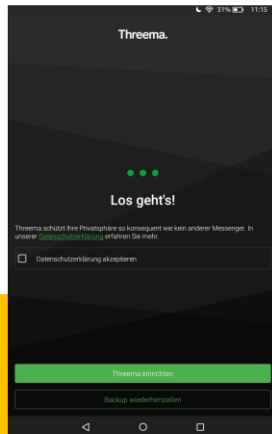 31% 11:15
Threema.
Los geht's!
Threema schützt Ihre Privatsphäre so konsequent wie kein anderer Messenger. In
unserer Datenschutzerklärung erfahren Sie mehr.
Datenschutzerklärung akzeptieren
Threema einrichten
Backup wiederherstellen